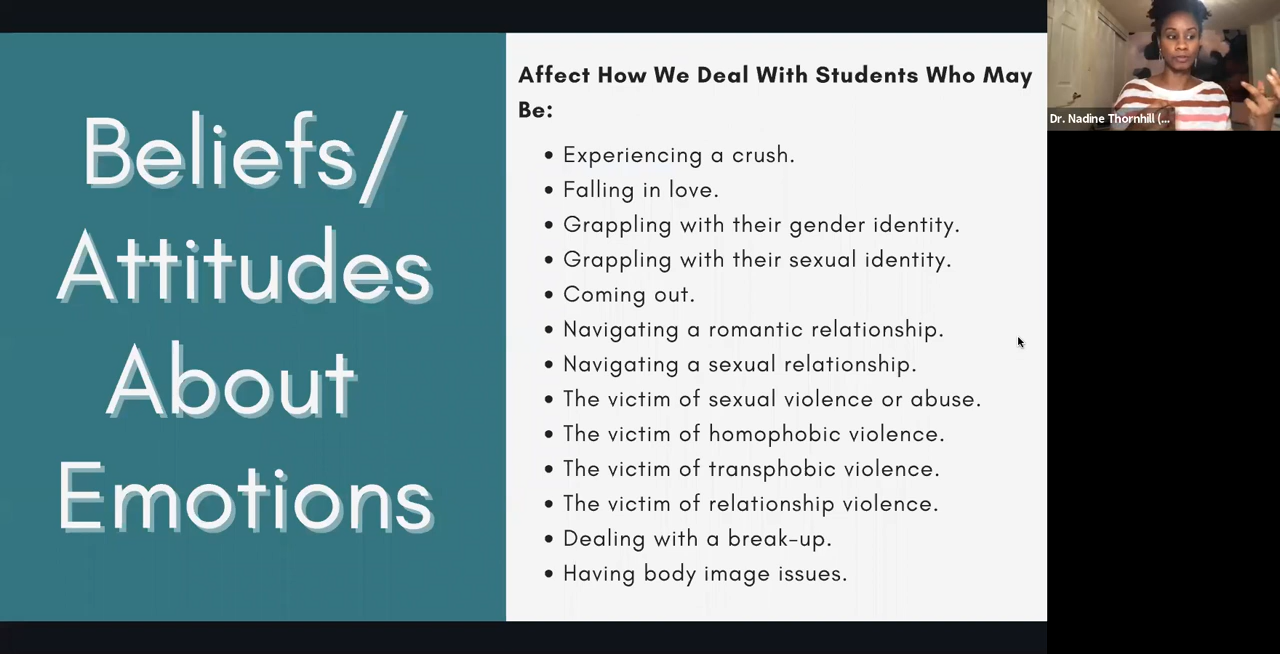 Beliefs/
Attitudes
About
Emotions
Affect How We Deal With Students Who May
Be:
• Experiencing a crush.
• Falling in love.
• Grappling with their gender identity.
• Grappling with their sexual identity.
• Coming out.
• Navigating a romantic relationship.
• Navigating a sexual relationship.
• The victim of sexual violence or abuse.
• The victim of homophobic violence.
• The victim of transphobic violence.
• The victim of relationship violence.
• Dealing with a break-up.
• Having body image issues.
Dr. Nadine Thornhill (...